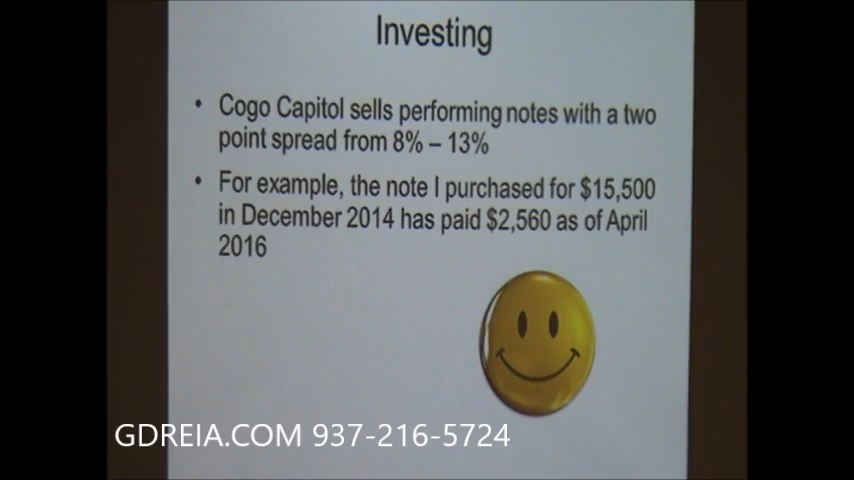 Investing
• Cogo Capitol sells performing notes with a two
point spread from 8% – 13%
• For example, the note I purchased for $15,500
in December 2014 has paid $2,560 as of April
2016
GDREIA.COM 937-216-5724